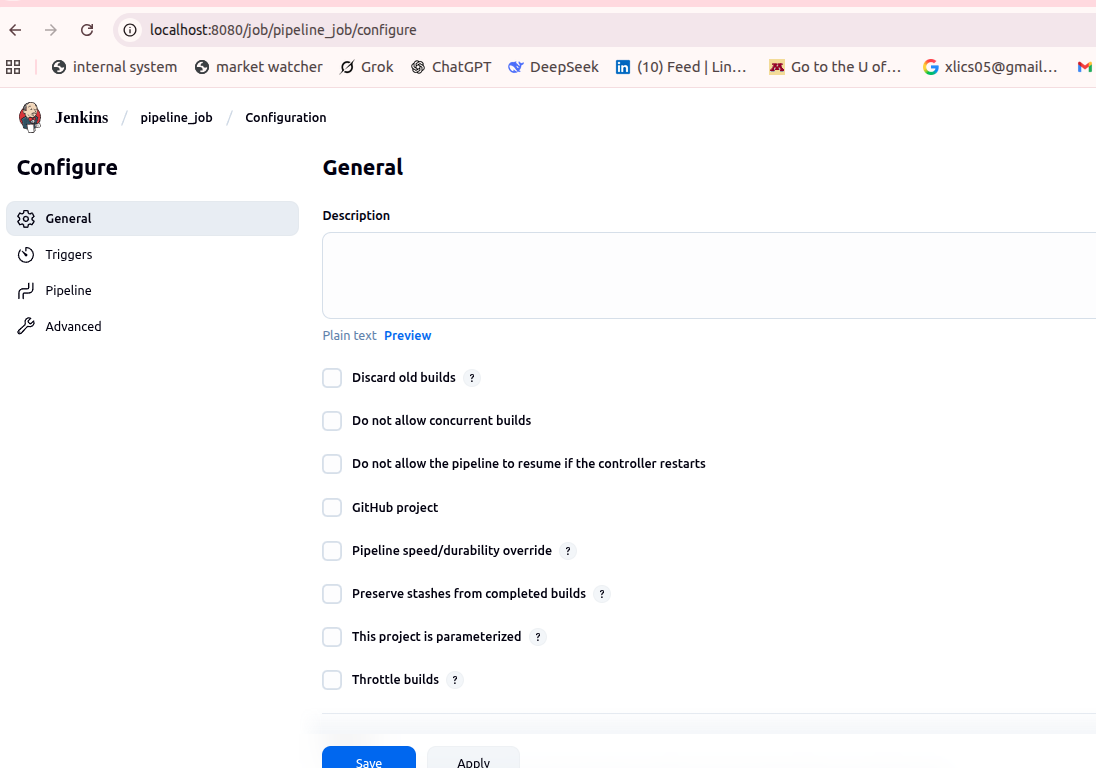 localhost:8080/job/pipeline_job/configure
internal system market watcher Grok ChatGPT DeepSeek (10) Feed | Lin... Go to the U of... xlics05@gmail...
Jenkins / pipeline_job / Configuration
Configure
General
Triggers
Pipeline
Advanced
General
Description
Plain text Preview
Discard old builds ?
Do not allow concurrent builds
Do not allow the pipeline to resume if the controller restarts
GitHub project
Pipeline speed/durability override ?
Preserve stashes from completed builds ?
This project is parameterized ?
Throttle builds ?
Save Apply